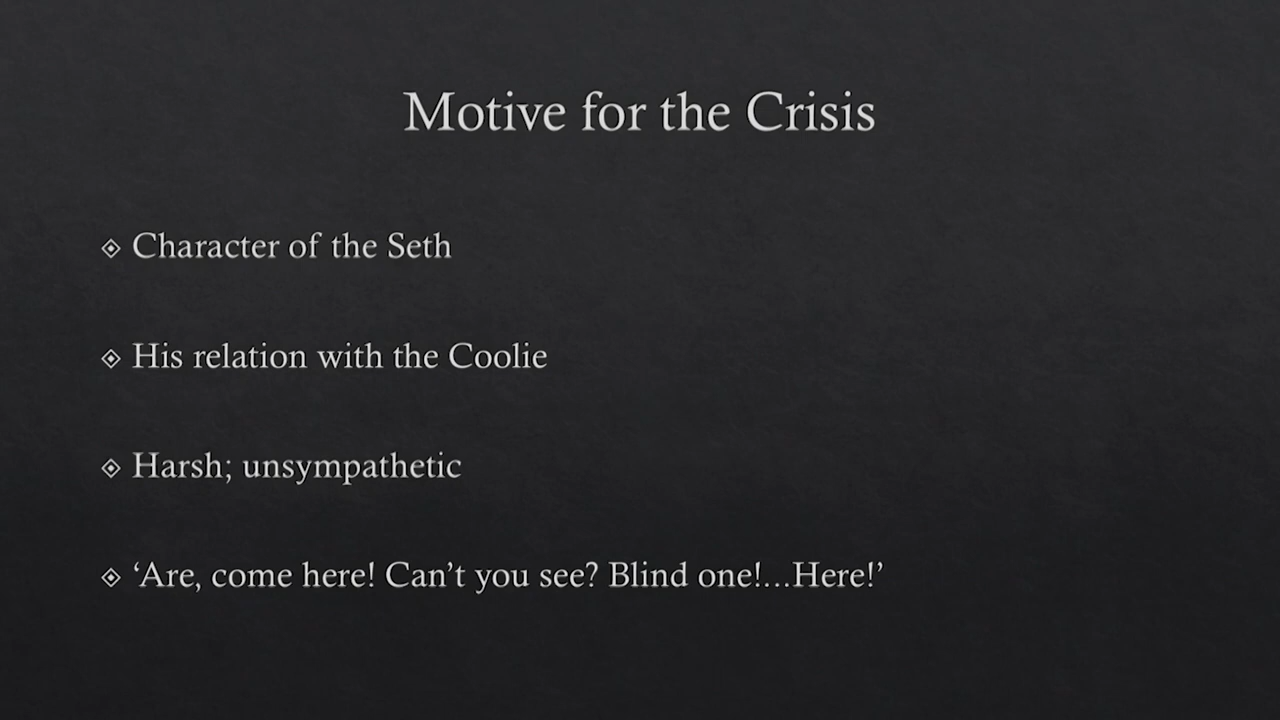 Motive for the Crisis
Character of the Seth
His relation with the Coolie
Harsh; unsympathetic
‘Are, come here! Can’t you see? Blind one!...Here!’